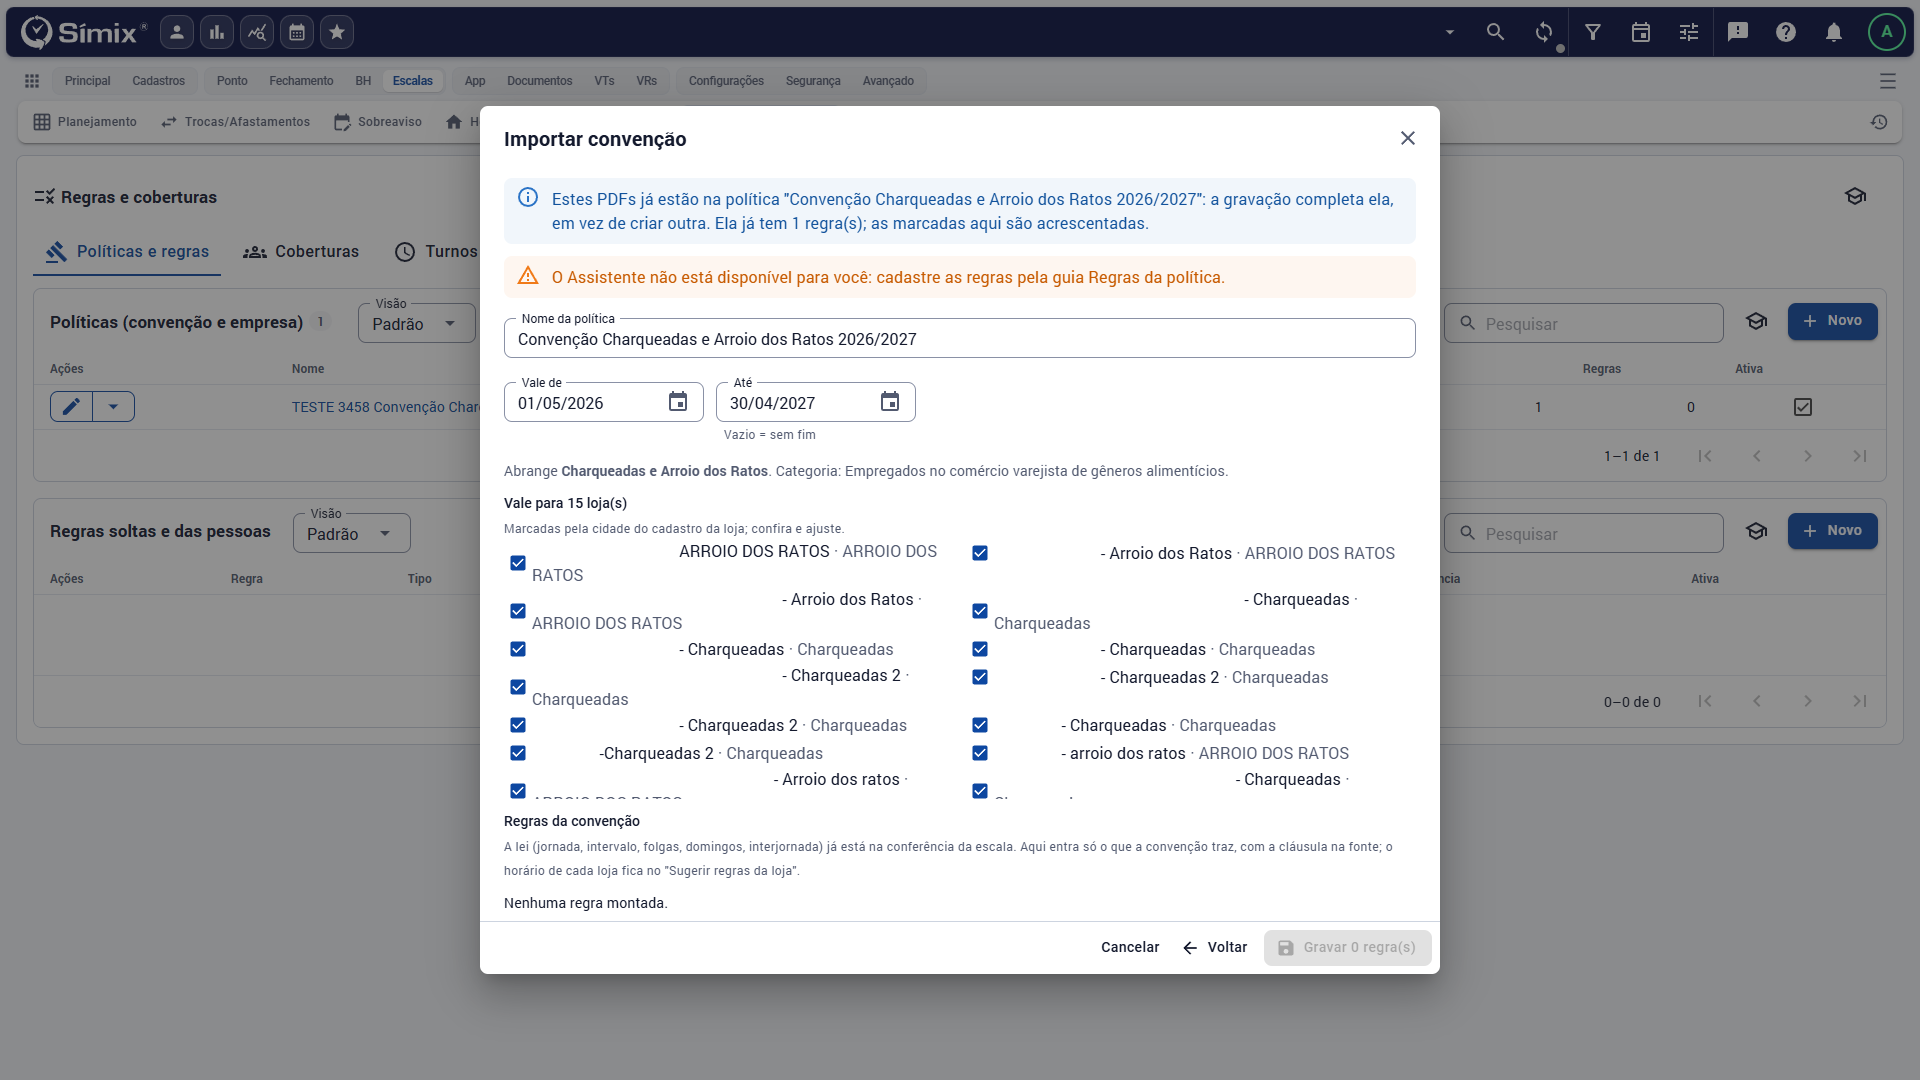 Símix®
A
Principal
Cadastros
Ponto
Fechamento
BH
Escalas
App
Documentos
VTs
VRs
Configurações
Segurança
Avançado
Planejamento
Trocas/Afastamentos
Sobreaviso
Regras e coberturas
Políticas e regras
Coberturas
Turnos
Políticas (convenção e empresa) 1
Visão
Padrão
Pesquisar
Novo
Ações
Nome
Regras
Ativa
TESTE 3458 Convenção Char
1
0
1–1 de 1
Regras soltas e das pessoas
Visão
Padrão
Pesquisar
Novo
Ações
Regra
Tipo
ncia
Ativa
0–0 de 0
Importar convenção
Estes PDFs já estão na política "Convenção Charqueadas e Arroio dos Ratos 2026/2027": a gravação completa ela,
em vez de criar outra. Ela já tem 1 regra(s); as marcadas aqui são acrescentadas.
O Assistente não está disponível para você: cadastre as regras pela guia Regras da política.
Nome da política
Convenção Charqueadas e Arroio dos Ratos 2026/2027
Vale de
01/05/2026
Até
30/04/2027
Vazio = sem fim
Abrange Charqueadas e Arroio dos Ratos. Categoria: Empregados no comércio varejista de gêneros alimentícios.
Vale para 15 loja(s)
Marcadas pela cidade do cadastro da loja; confira e ajuste.
ARROIO DOS RATOS · ARROIO DOS
RATOS
- Arroio dos Ratos · ARROIO DOS RATOS
- Arroio dos Ratos ·
ARROIO DOS RATOS
- Charqueadas ·
Charqueadas
- Charqueadas · Charqueadas
- Charqueadas · Charqueadas
- Charqueadas 2 ·
Charqueadas
- Charqueadas 2 · Charqueadas
- Charqueadas 2 · Charqueadas
- Charqueadas · Charqueadas
-Charqueadas 2 · Charqueadas
- arroio dos ratos · ARROIO DOS RATOS
- Arroio dos ratos ·
ARROIO DOS RATOS
- Charqueadas ·
Charqueadas
Regras da convenção
A lei (jornada, intervalo, folgas, domingos, interjornada) já está na conferência da escala. Aqui entra só o que a convenção traz, com a cláusula na fonte; o
horário de cada loja fica no "Sugerir regras da loja".
Nenhuma regra montada.
Cancelar
Voltar
Gravar 0 regra(s)